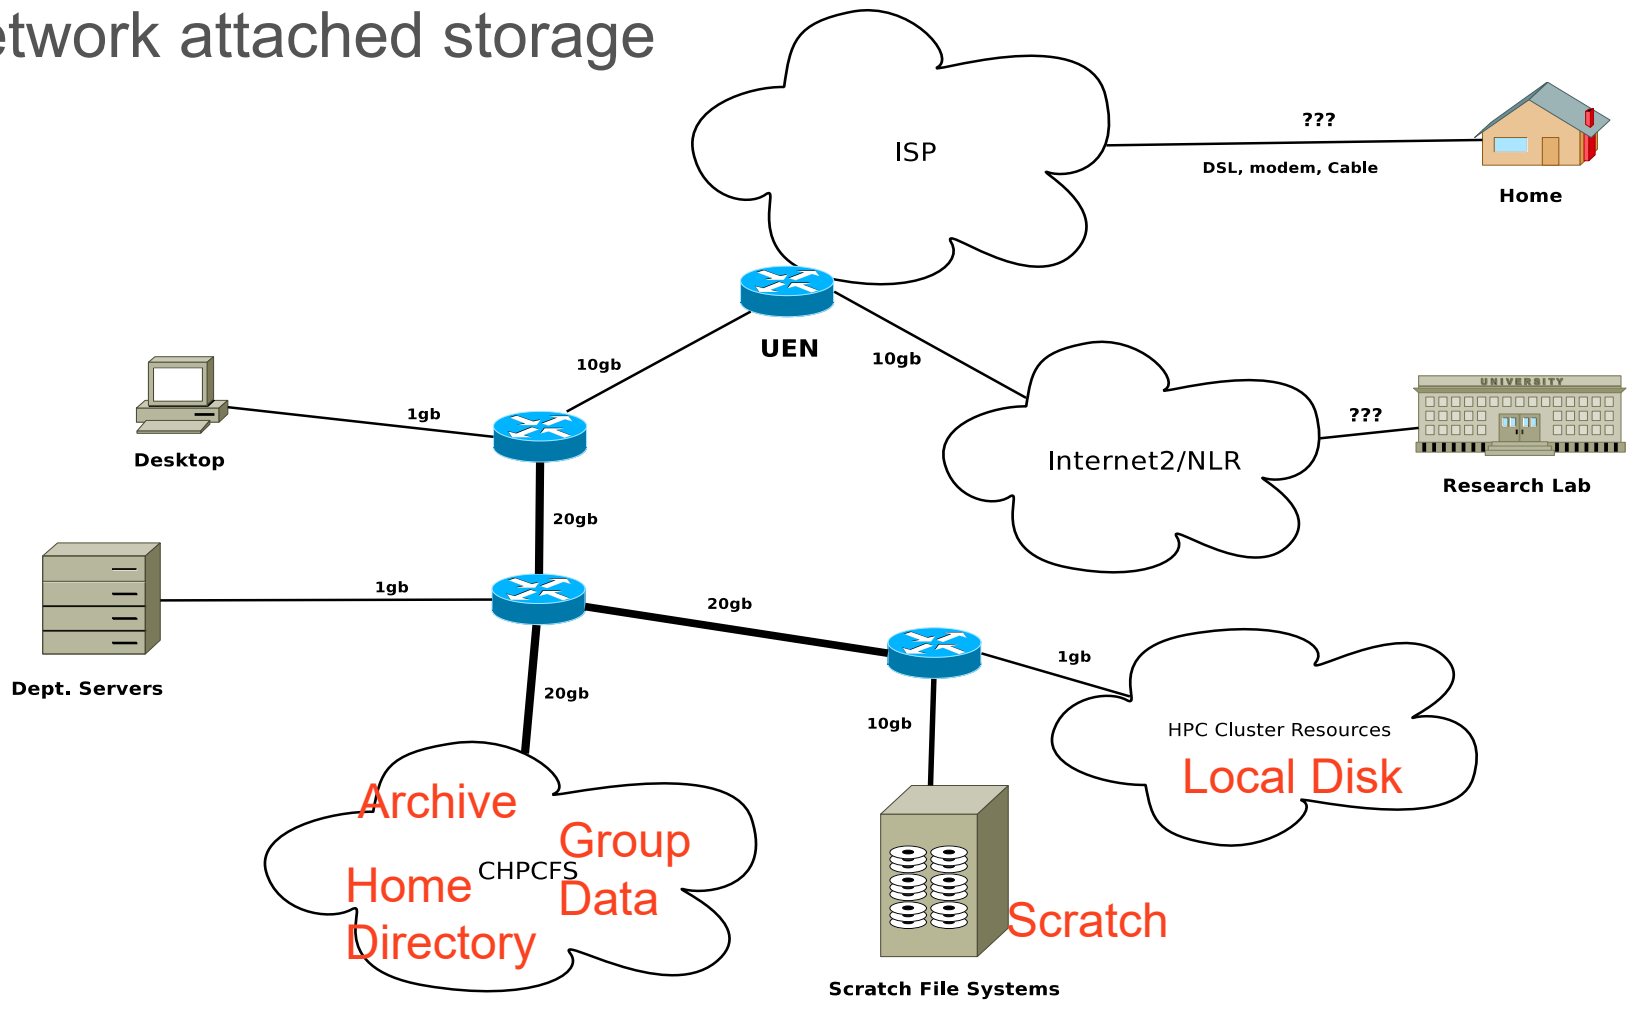 etwork attached storage
ISP
???
DSL, modem, Cable
Home
UEN
10gb
10gb
1gb
Desktop
UNIVERSITY
???
Internet2/NLR
Research Lab
20gb
1gb
20gb
Dept. Servers
20gb
1gb
10gb
HPC Cluster Resources
Local Disk
Archive
Group
Data
CHPCFS
Home
Directory
Scratch
Scratch File Systems